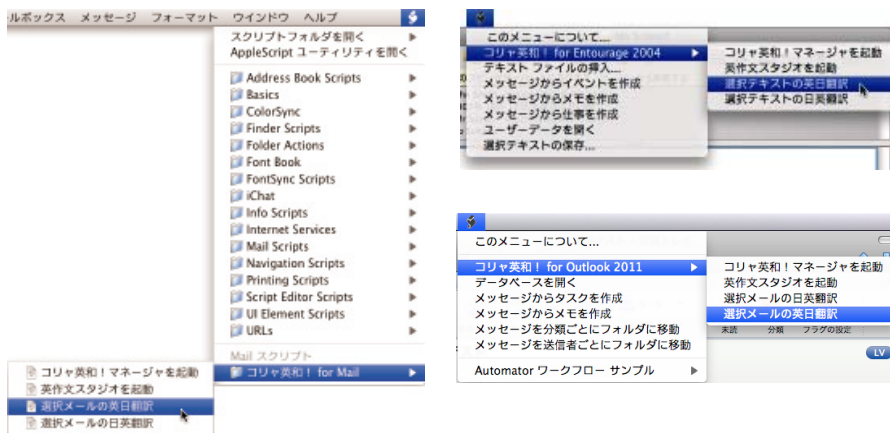 ルボックス メッセージ フォーマット ウインドウ ヘルプ
スクリプトフォルダを開く
AppleScript ユーティリティを開く
Address Book Scripts
Basics
ColorSync
Finder Scripts
Folder Actions
Font Book
FontSync Scripts
iChat
Info Scripts
Internet Services
Mail Scripts
Navigation Scripts
Printing Scripts
Script Editor Scripts
UI Element Scripts
URLs
Mail スクリプト
コリャ英和！ for Mail
コリャ英和！マネージャを起動
英作文スタジオを起動
選択メールの英日翻訳
選択メールの日英翻訳
このメニューについて...
コリャ英和！ for Entourage 2004
テキスト ファイルの挿入...
メッセージからイベントを作成
メッセージからメモを作成
メッセージから仕事を作成
ユーザーデータを開く
選択テキストの保存...
コリャ英和！マネージャを起動
英作文スタジオを起動
選択テキストの英日翻訳
選択テキストの日英翻訳
このメニューについて...
コリャ英和！ for Outlook 2011
データベースを開く
メッセージからタスクを作成
メッセージからメモを作成
メッセージを分類ごとにフォルダに移動
メッセージを送信者ごとにフォルダに移動
Automator ワークフロー サンプル
コリャ英和！マネージャを起動
英作文スタジオを起動
選択メールの日英翻訳
選択メールの英日翻訳
未読 分類 フラグの設定
LV